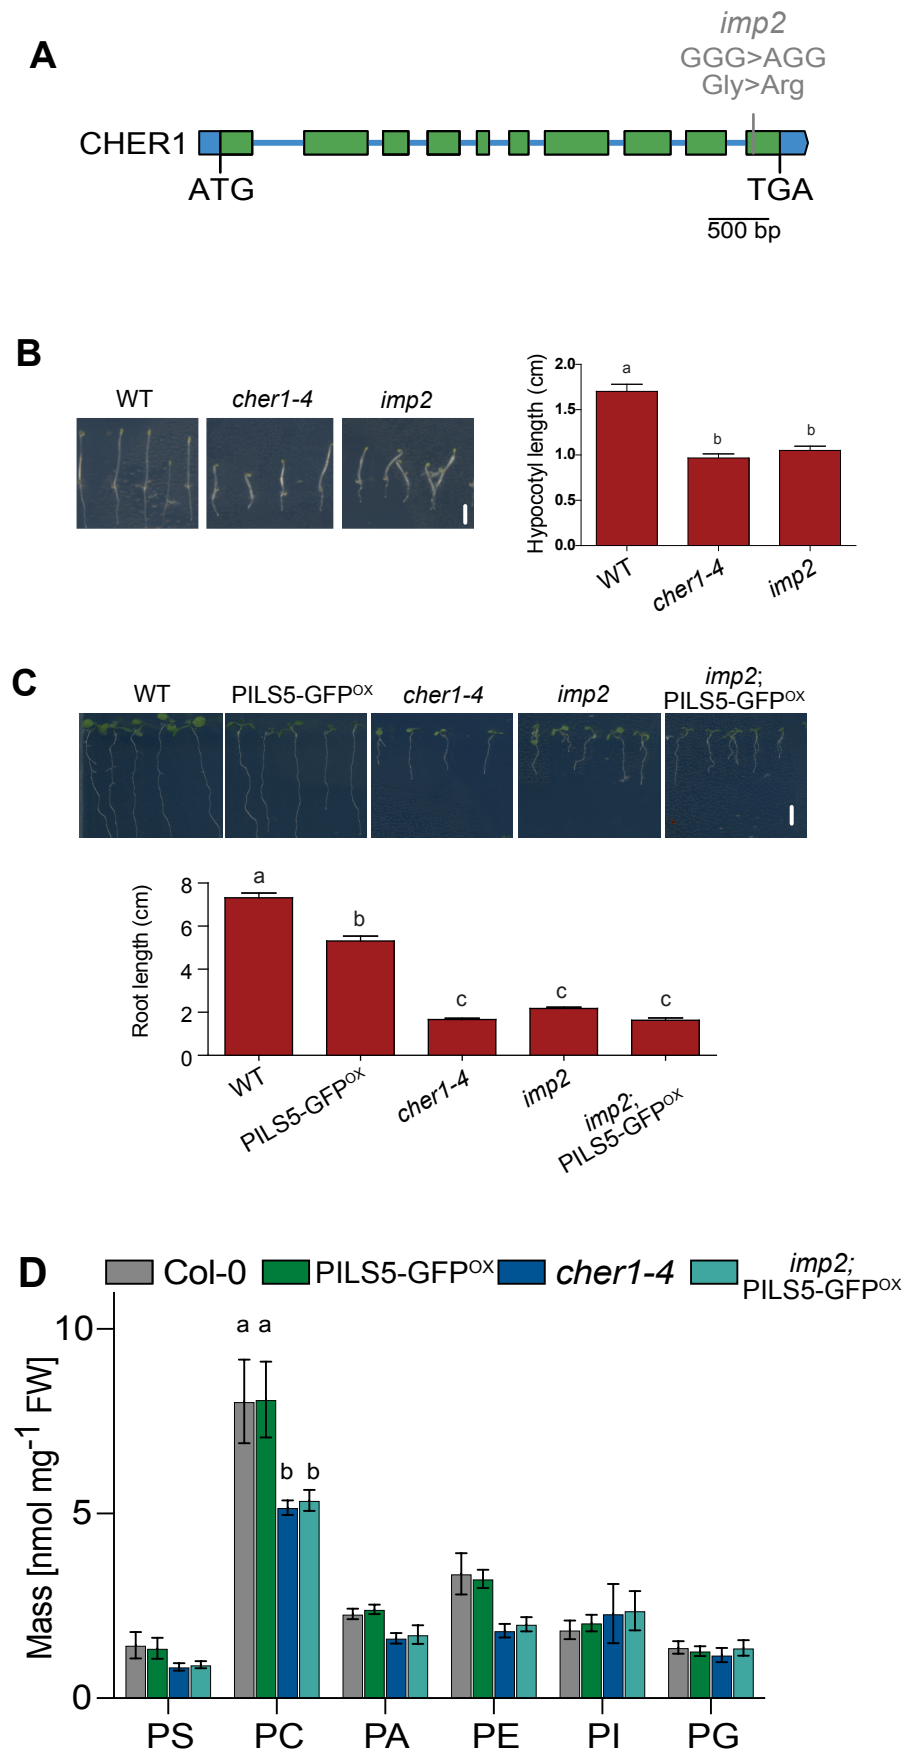 A
imp2
GGG>AGG
Gly>Arg
CHER1
ATG
TGA
500 bp
B
WT
cher1-4
imp2
Hypocotyl length (cm)
2.0
1.5
1.0
0.5
0.0
a
b
b
WT
cher1-4
imp2
C
WT
PILS5-GFPOX
cher1-4
imp2
imp2;
PILS5-GFPOX
Root length (cm)
8
6
4
2
0
a
b
c
c
c
WT
PILS5-GFPOX
cher1-4
imp2
imp2;
PILS5-GFPOX
D
Col-0
PILS5-GFPOX
cher1-4
imp2;
PILS5-GFPOX
Mass [nmol mg-1 FW]
10
5
0
a a
b b
PS PC PA PE PI PG